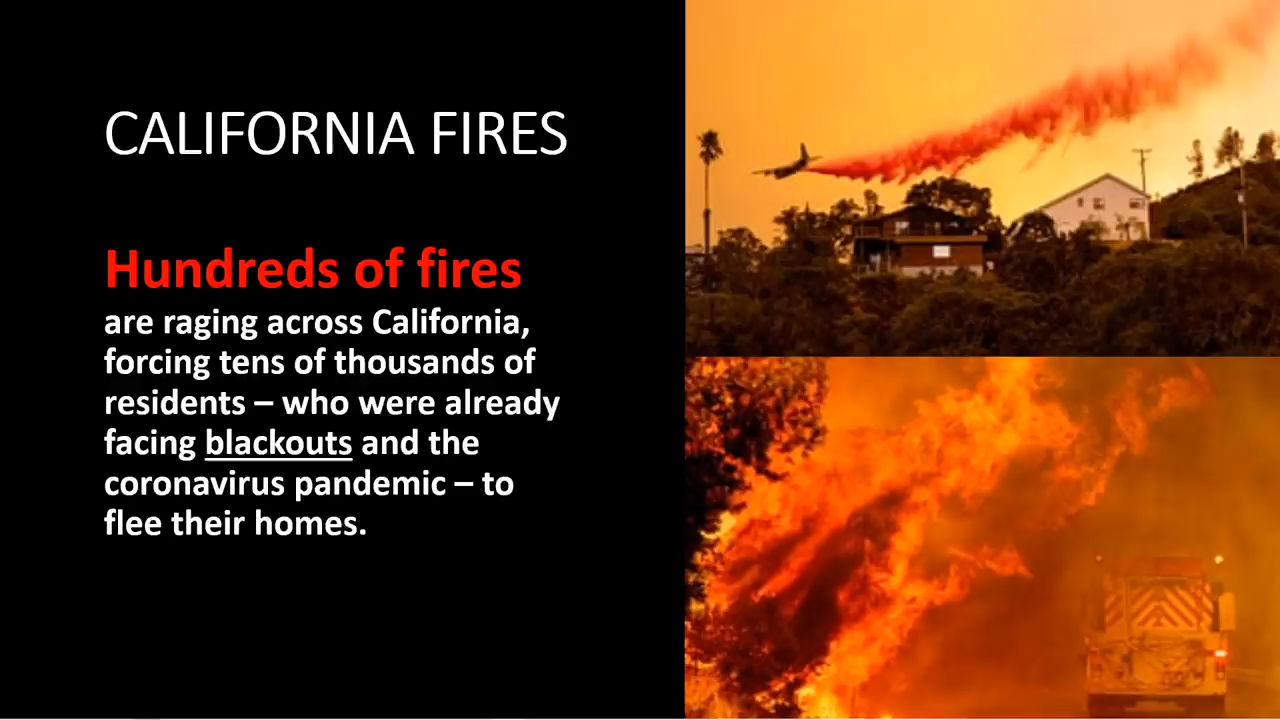 CALIFORNIA FIRES
Hundreds of fires
are raging across California,
forcing tens of thousands of
residents – who were already
facing blackouts and the
coronavirus pandemic – to
flee their homes.